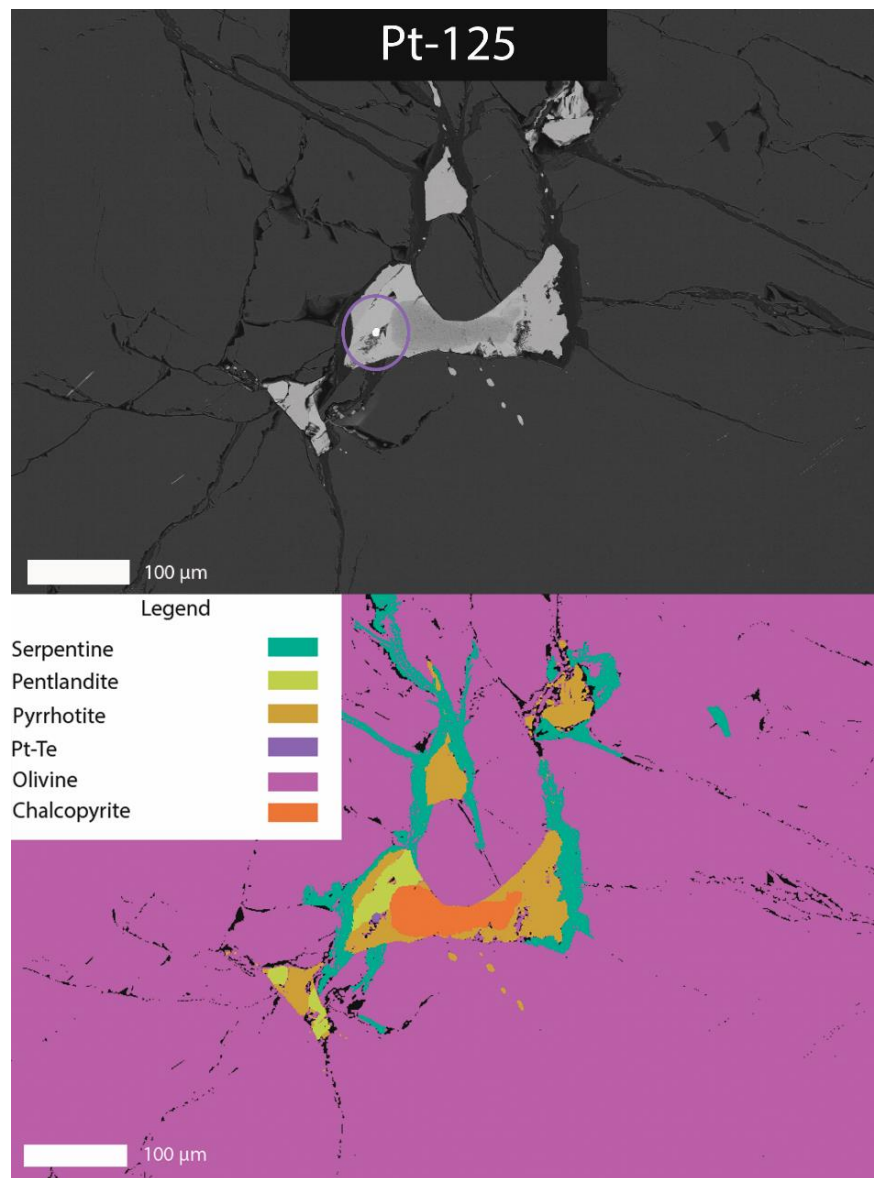 Pt-125
100 µm
Legend
Serpentine
Pentlandite
Pyrrhotite
Pt-Te
Olivine
Chalcopyrite
100 µm